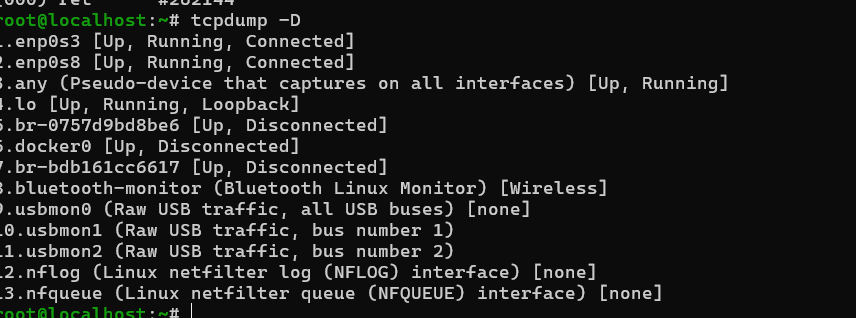 (000) ret #262144
root@localhost:~# tcpdump -D
1.enp0s3 [Up, Running, Connected]
2.enp0s8 [Up, Running, Connected]
3.any (Pseudo-device that captures on all interfaces) [Up, Running]
4.lo [Up, Running, Loopback]
5.br-0757d9bd8be6 [Up, Disconnected]
6.docker0 [Up, Disconnected]
7.br-bdb161cc6617 [Up, Disconnected]
8.bluetooth-monitor (Bluetooth Linux Monitor) [Wireless]
9.usbmon0 (Raw USB traffic, all USB buses) [none]
10.usbmon1 (Raw USB traffic, bus number 1)
11.usbmon2 (Raw USB traffic, bus number 2)
12.nflog (Linux netfilter log (NFLOG) interface) [none]
13.nfqueue (Linux netfilter queue (NFQUEUE) interface) [none]
root@localhost:~#